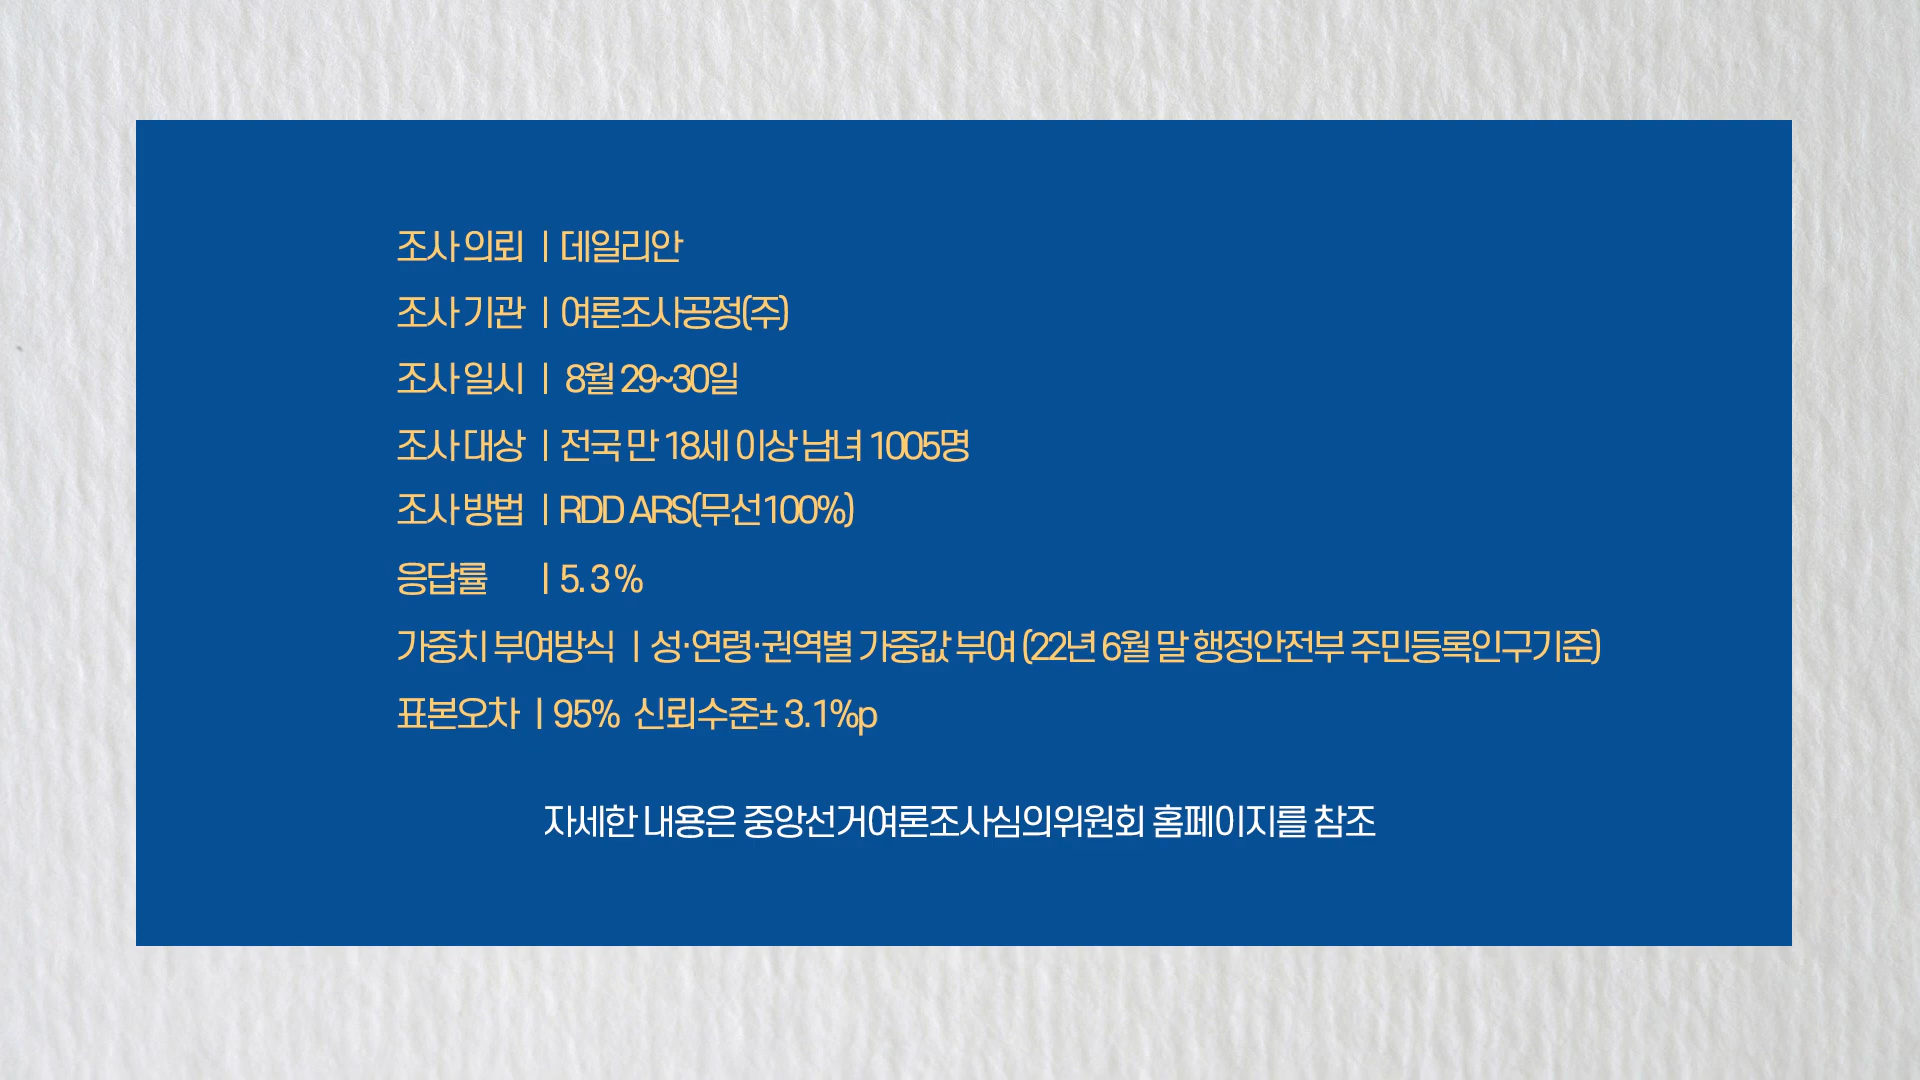 조사 의뢰 | 데일리안
조사 기관 | 여론조사공정(주)
조사 일시 | 8월 29~30일
조사 대상 | 전국 만 18세 이상 남녀 1005명
조사 방법 | RDD ARS(무선100%)
응답률 | 5. 3 %
가중치 부여방식 | 성·연령·권역별 가중값 부여 (22년 6월 말 행정안전부 주민등록인구기준)
표본오차 | 95% 신뢰수준± 3.1%p
자세한 내용은 중앙선거여론조사심의위원회 홈페이지를 참조